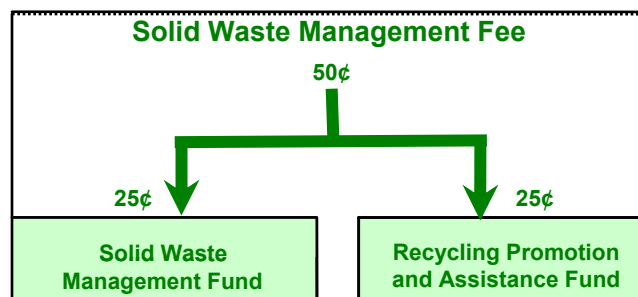 Solid Waste Management Fee
50¢
25¢
25¢
Solid Waste
Management Fund
Recycling Promotion
and Assistance Fund